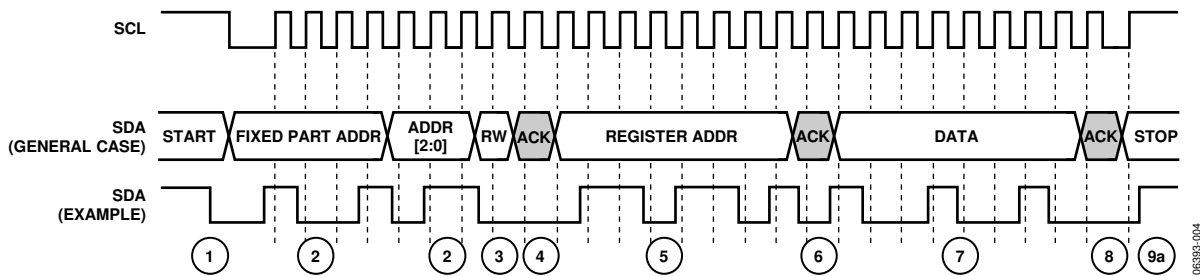 SCL
SDA
(GENERAL CASE)
START
FIXED PART ADDR
ADDR
[2:0]
RW
ACK
REGISTER ADDR
ACK
DATA
ACK
STOP
SDA
(EXAMPLE)
1
2
2
3
4
5
6
7
8
9a
06393-004